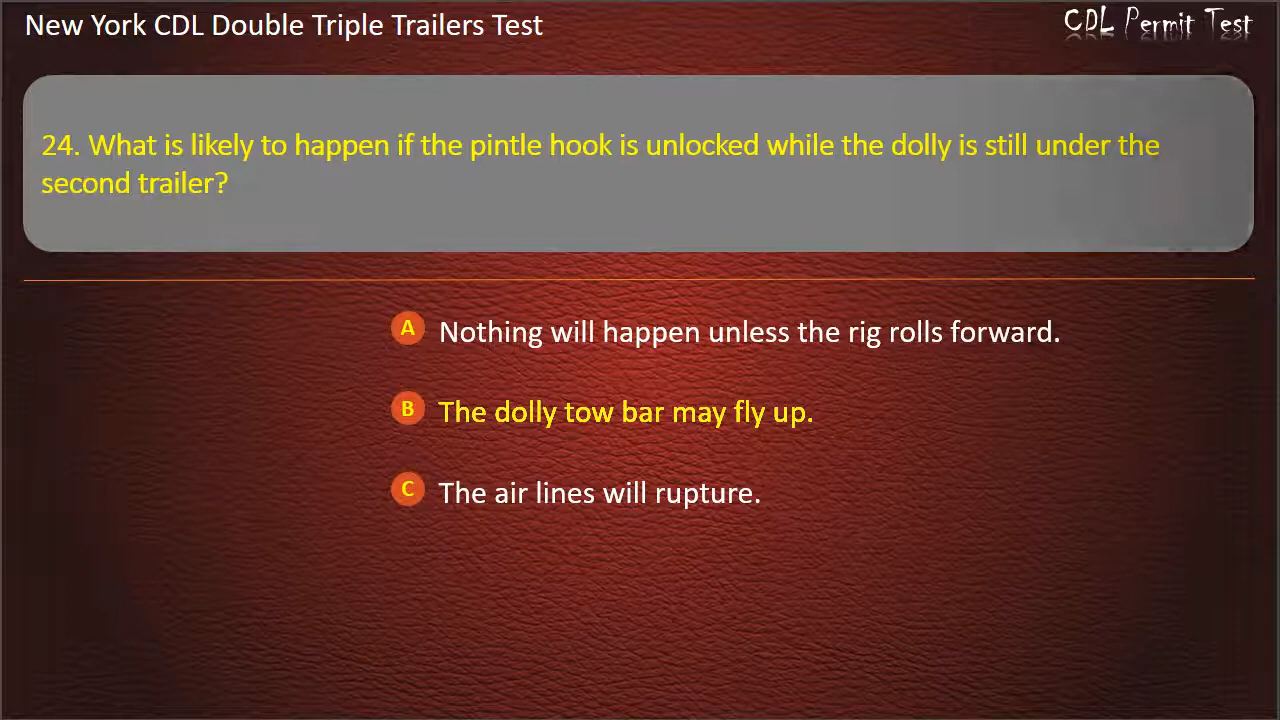 New York CDL Double Triple Trailers Test
CDL Permit Test
24. What is likely to happen if the pintle hook is unlocked while the dolly is still under the
second trailer?
A Nothing will happen unless the rig rolls forward.
B The dolly tow bar may fly up.
C The air lines will rupture.